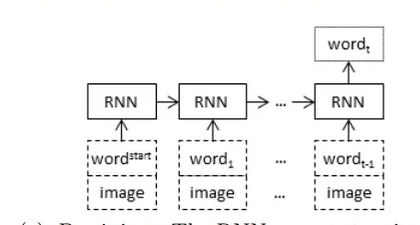 word_t
RNN RNN ... RNN
word^start word_1 ... word_t-1
image image ... image